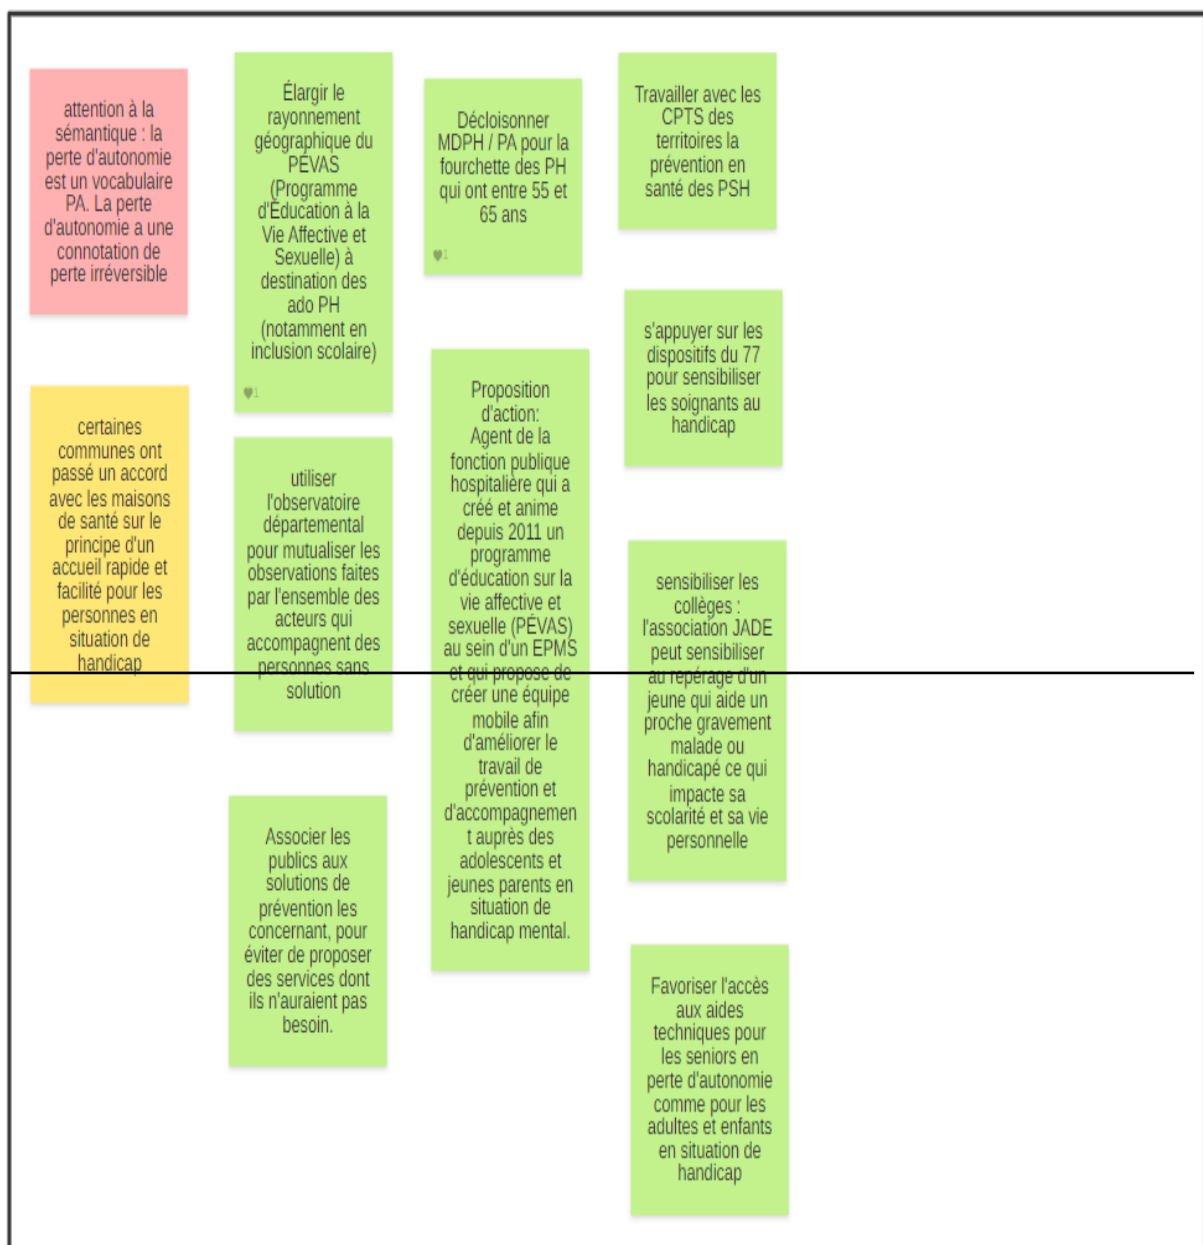 attention à la
sémantique : la
perte d'autonomie
est un vocabulaire
PA. La perte
d'autonomie a une
connotation de
perte irréversible
certaines
communes ont
passé un accord
avec les maisons
de santé sur le
principe d'un
accueil rapide et
facilité pour les
personnes en
situation de
handicap
Élargir le
rayonnement
géographique du
PÉVAS
(Programme
d'Éducation à la
Vie Affective et
Sexuelle) à
destination des
ado PH
(notamment en
inclusion scolaire)
1
utiliser
l'observatoire
départemental
pour mutualiser les
observations faites
par l'ensemble des
acteurs qui
accompagnent des
personnes sans
solution
Associer les
publics aux
solutions de
prévention les
concernant, pour
éviter de proposer
des services dont
ils n'auraient pas
besoin.
Décloisonner
MDPH / PA pour la
fourchette des PH
qui ont entre 55 et
65 ans
1
Proposition
d'action:
Agent de la
fonction publique
hospitalière qui a
créé et anime
depuis 2011 un
programme
d'éducation sur la
vie affective et
sexuelle (PÉVAS)
au sein d'un EPMS
et qui propose de
créer une équipe
mobile afin
d'améliorer le
travail de
prévention et
d'accompagnemen
t auprès des
adolescents et
jeunes parents en
situation de
handicap mental.
Travailler avec les
CPTS des
territoires la
prévention en
santé des PSH
s'appuyer sur les
dispositifs du 77
pour sensibiliser
les soignants au
handicap
sensibiliser les
collèges :
l'association JADE
peut sensibiliser
au repérage d'un
jeune qui aide un
proche gravement
malade ou
handicapé ce qui
impacte sa
scolarité et sa vie
personnelle
Favoriser l'accès
aux aides
techniques pour
les seniors en
perte d'autonomie
comme pour les
adultes et enfants
en situation de
handicap